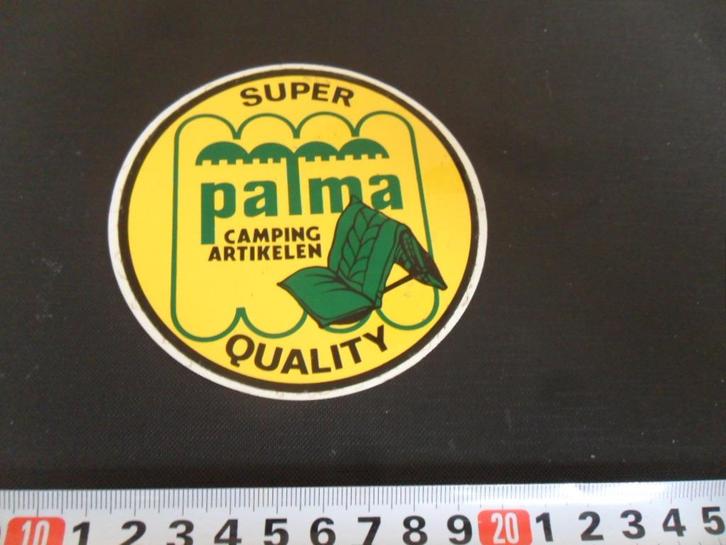 SUPER
palma
CAMPING
ARTIKELEN
QUALITY
10 1 2 3 4 5 6 7 8 9 20 1 2 3 4 5